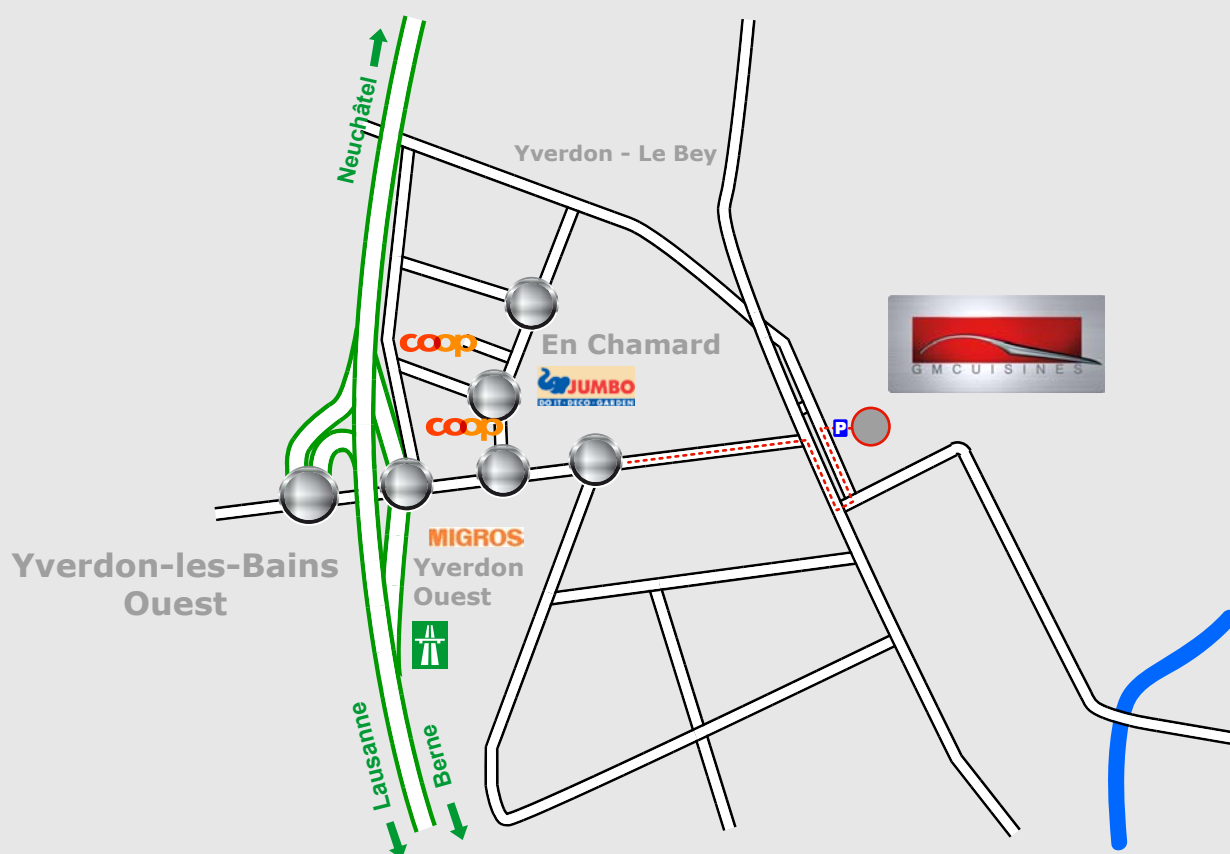 Neuchâtel
Yverdon - Le Bey
coop
En Chamard
JUMBO
DO IT • DECO • GARDEN
GMCUISINES
coop
P
MIGROS
Yverdon-les-Bains
Ouest
Yverdon
Ouest
Lausanne
Berne